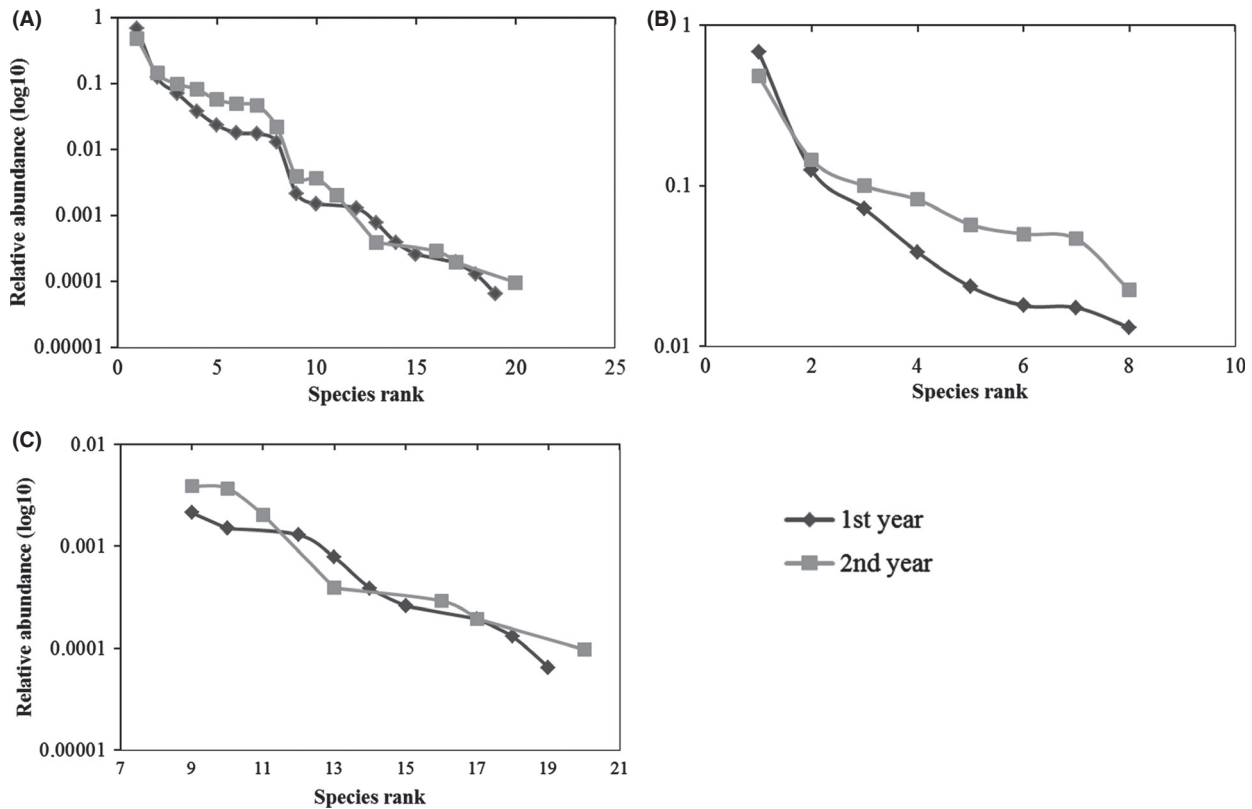 (A)
1
0.1
0.01
0.001
0.0001
0.00001
Relative abundance (log10)
0 5 10 15 20 25
Species rank
(B)
1
0.1
0.01
0 2 4 6 8 10
Species rank
(C)
0.01
0.001
0.0001
0.00001
Relative abundance (log10)
7 9 11 13 15 17 19 21
Species rank
1st year
2nd year